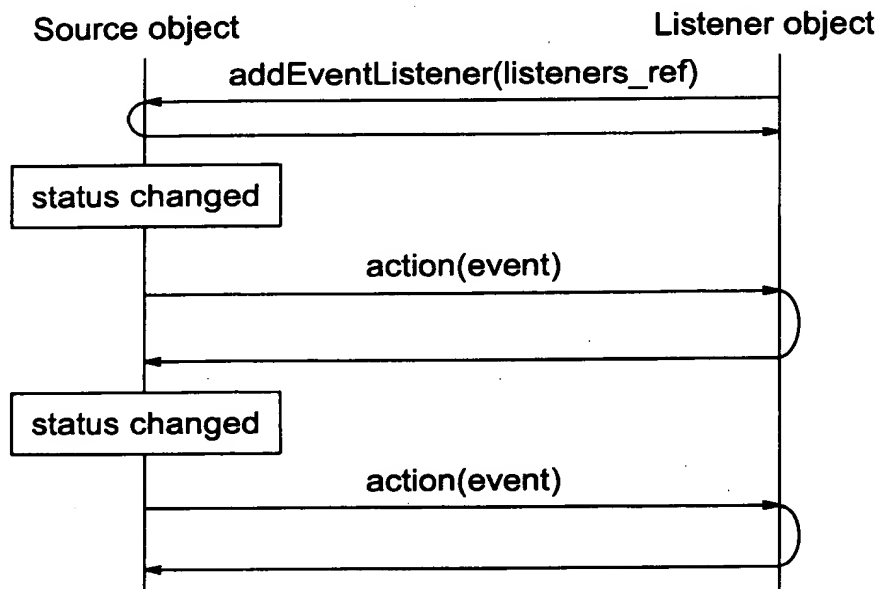 Source object
Listener object
addEventListener(listeners_ref)
status changed
action(event)
status changed
action(event)